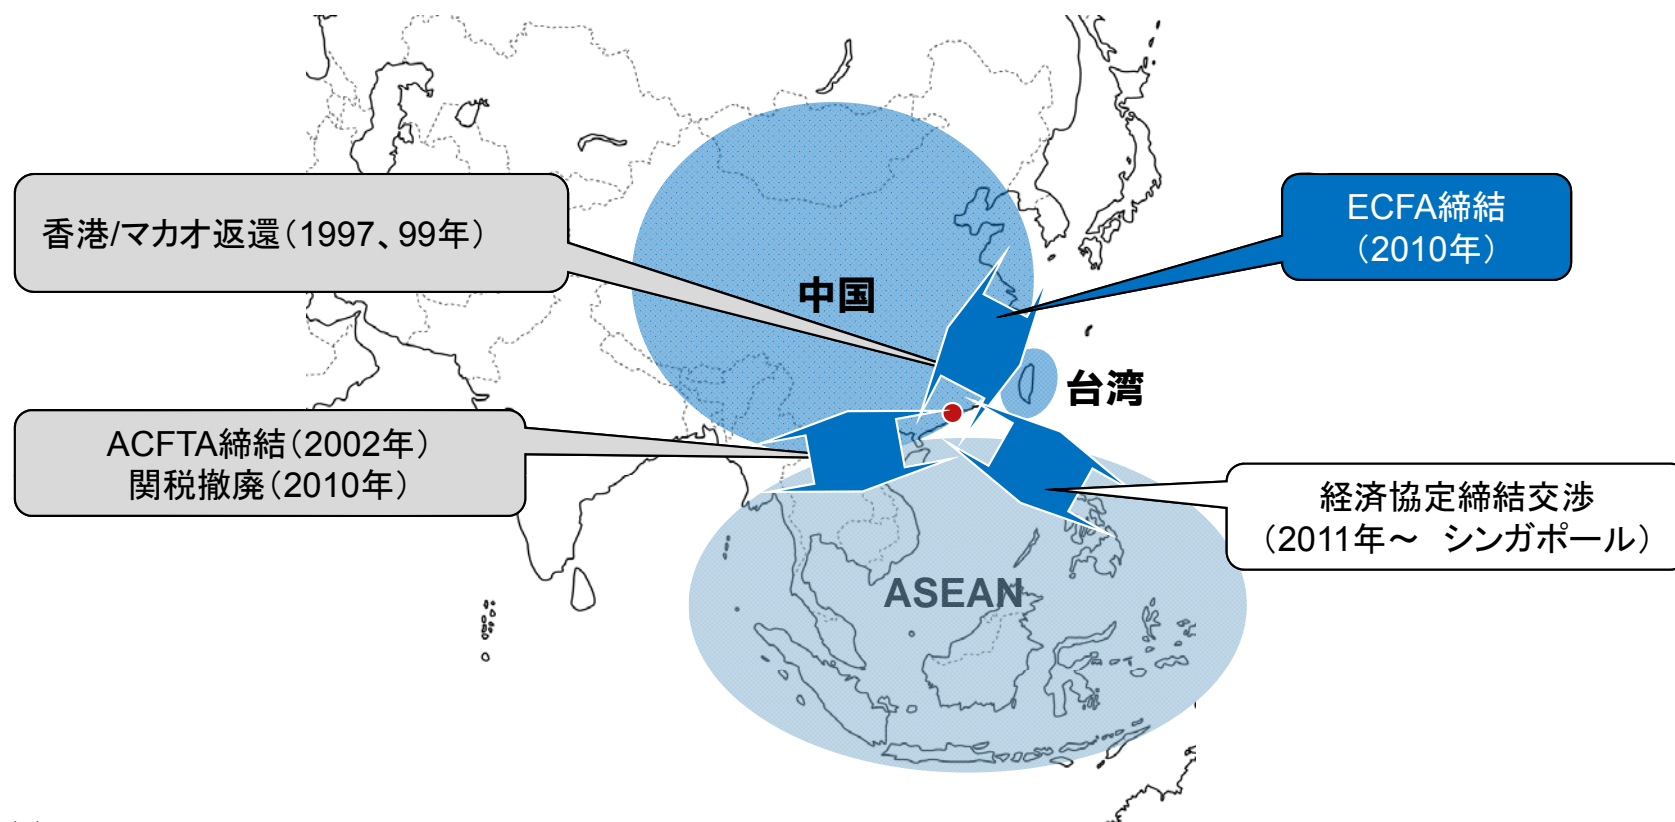 香港/マカオ返還（1997、99年）
ECFA締結
（2010年）
中国
台湾
ACFTA締結（2002年）
関税撤廃（2010年）
経済協定締結交渉
（2011年～　シンガポール）
ASEAN